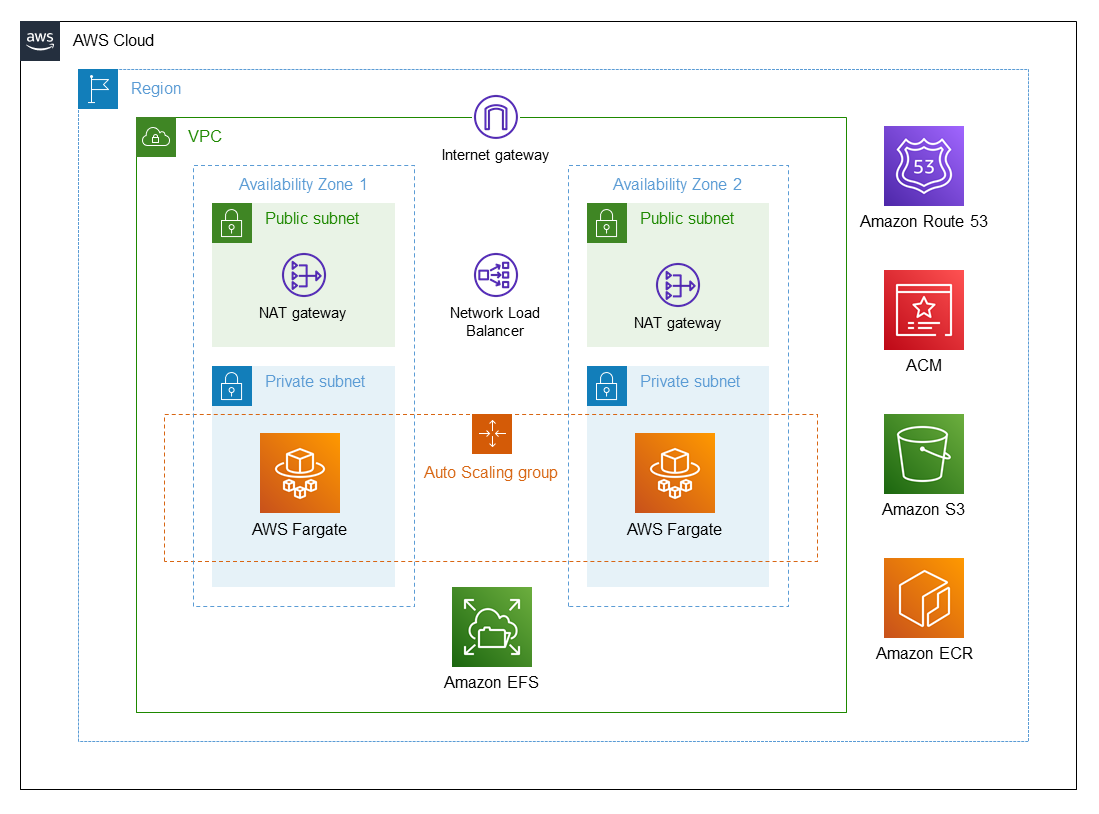 aws
AWS Cloud
Region
VPC
Internet gateway
Availability Zone 1
Availability Zone 2
Public subnet
Public subnet
NAT gateway
Network Load
Balancer
NAT gateway
Private subnet
Private subnet
Auto Scaling group
AWS Fargate
AWS Fargate
Amazon EFS
53
Amazon Route 53
ACM
Amazon S3
Amazon ECR